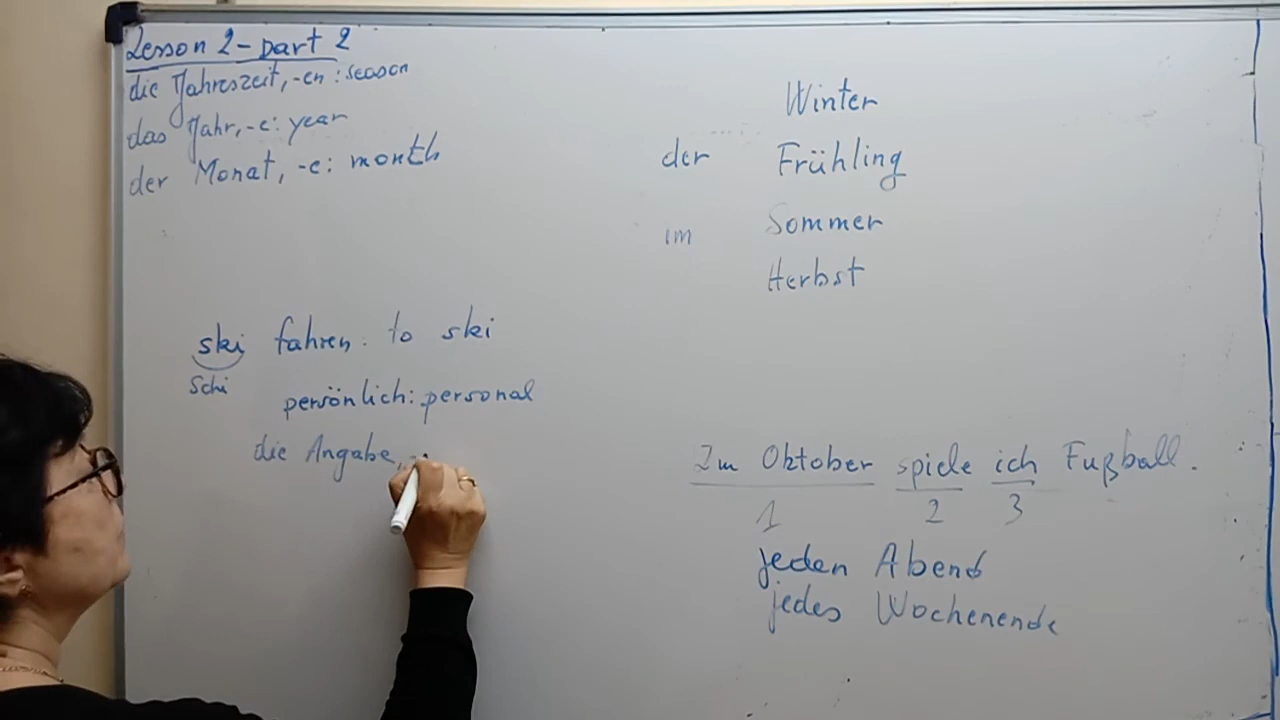 Lesson 2 - part 2
die Jahreszeit, -en : season
das Jahr, -e: year
der Monat, -e: month
ski fahren: to ski
Schi
persönlich: personal
die Angabe,
Winter
der Frühling
im Sommer
Herbst
Im Oktober spiele ich Fußball.
1 2 3
jeden Abend
jedes Wochenende